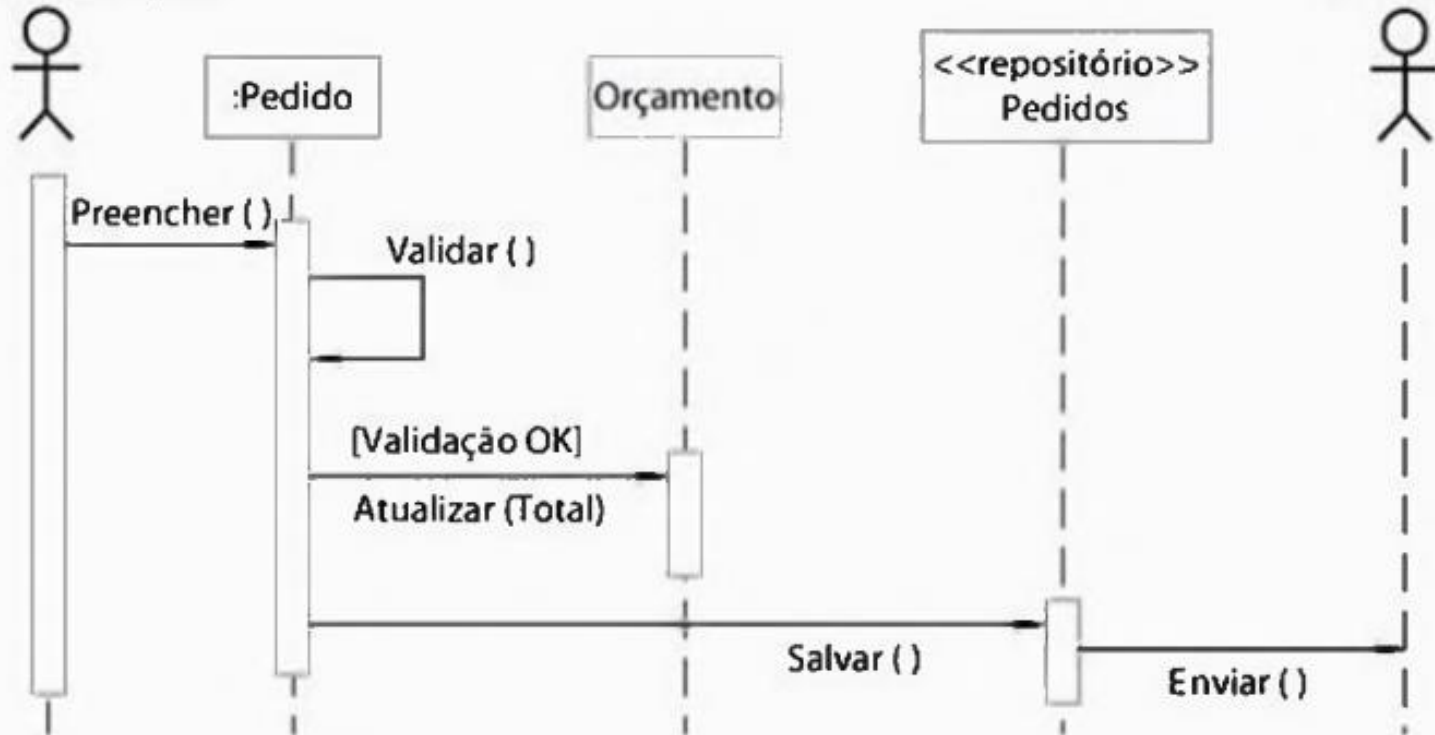 :Pedido
Orçamento
<<repositório>>
Pedidos
Preencher ( )
Validar ( )
[Validação OK]
Atualizar (Total)
Salvar ( )
Enviar ( )